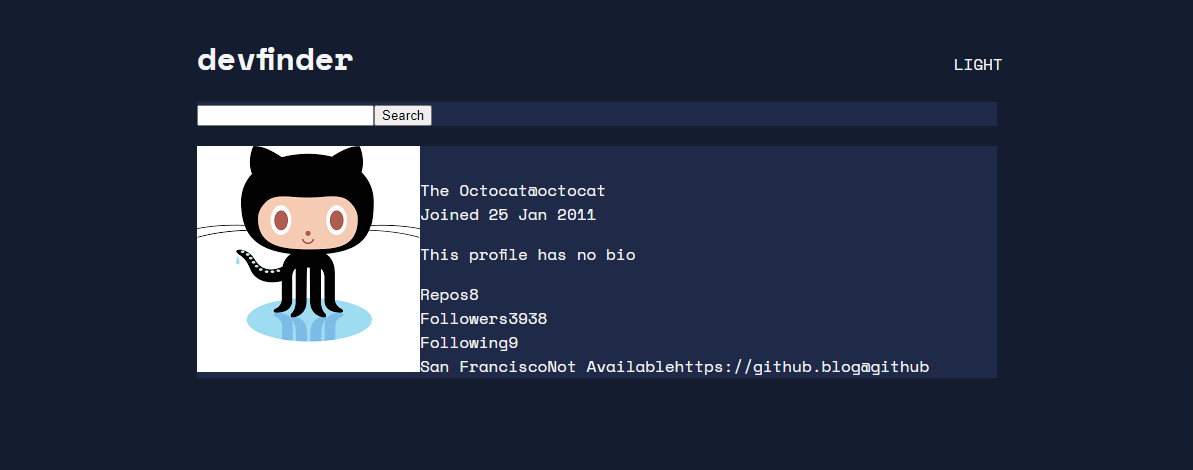 devfinder
LIGHT
Search
The Octocat@octocat
Joined 25 Jan 2011
This profile has no bio
Repos8
Followers3938
Following9
San FranciscoNot Availablehttps://github.blog@github